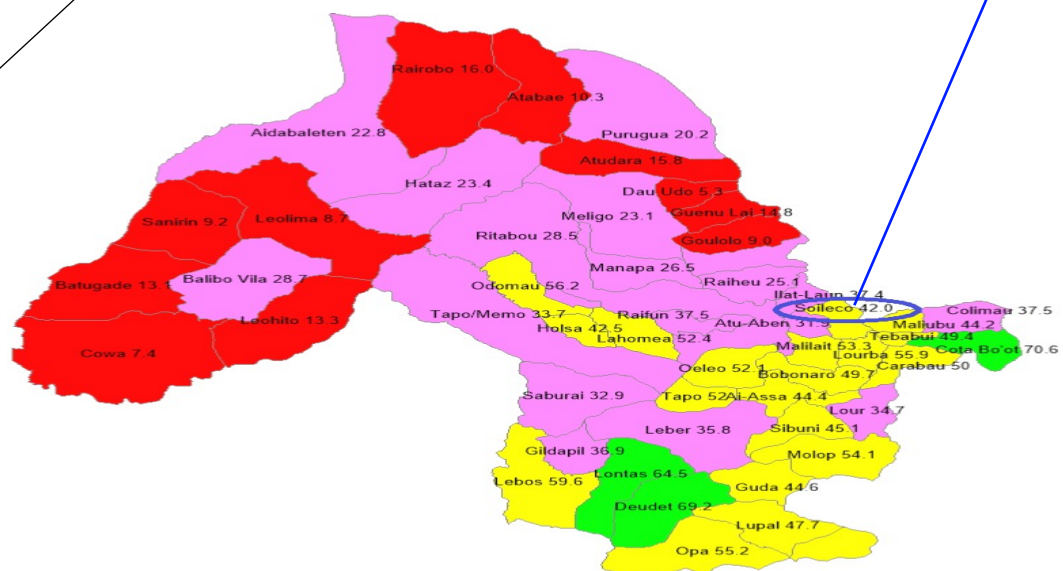 Rairobo 16.0
Atabae 10.3
Aidabaleten 22.8
Purugua 20.2
Atudara 15.8
Hataz 23.4
Dau Udo 5.3
Leolima 8.7
Sanirin 9.2
Meligo 23.1
Guenu Lai 14.8
Ritabou 28.5
Goulolo 9.0
Manapa 26.5
Balibo Vila 28.7
Raiheu 25.1
Batugade 13.1
Odomau 56.2
Ilat-Laun 37.4
Soileco 42.0
Colimau 37.5
Tapo/Memo 33.7
Raifun 37.5
Leohito 13.3
Atu-Aben 31.9
Maliubu 44.2
Holsa 42.5
Lahomea 52.4
Tebabui 49.4
Malilait 53.3
Cota Bo'ot 70.6
Cowa 7.4
Lourba 55.9
Oeleo 52.1
Carabau 50
Bobonaro 49.7
Saburai 32.9
Tapo 52
Ai-Assa 44.4
Lour 34.7
Leber 35.8
Sibuni 45.1
Gildapil 36.9
Molop 54.1
Lontas 64.5
Lebos 59.6
Guda 44.6
Deudet 69.2
Lupal 47.7
Opa 55.2